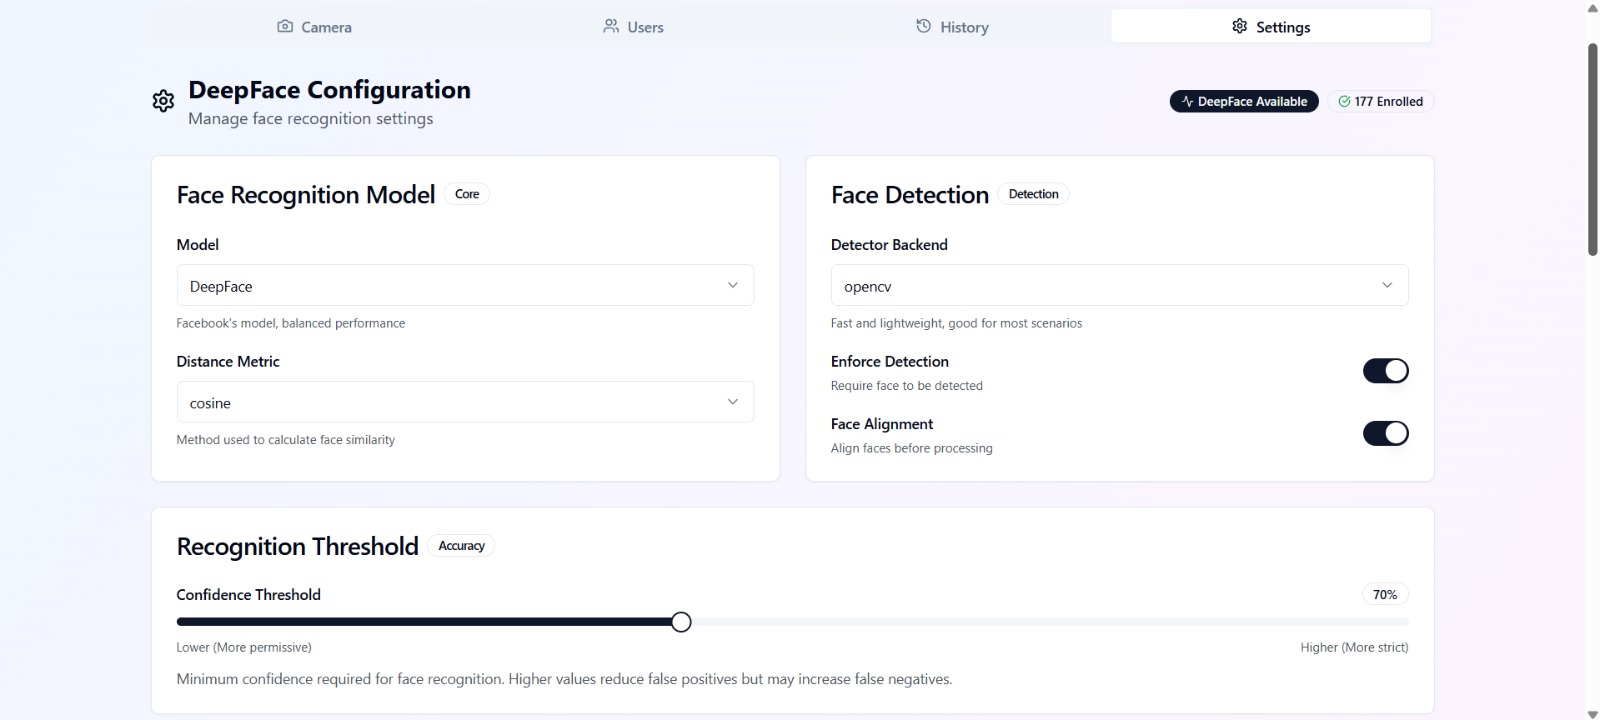 Camera
Users
History
Settings
DeepFace Configuration
Manage face recognition settings
DeepFace Available
177 Enrolled
Face Recognition Model
Core
Model
DeepFace
Facebook's model, balanced performance
Distance Metric
cosine
Method used to calculate face similarity
Face Detection
Detection
Detector Backend
opencv
Fast and lightweight, good for most scenarios
Enforce Detection
Require face to be detected
Face Alignment
Align faces before processing
Recognition Threshold
Accuracy
Confidence Threshold
70%
Lower (More permissive)
Higher (More strict)
Minimum confidence required for face recognition. Higher values reduce false positives but may increase false negatives.